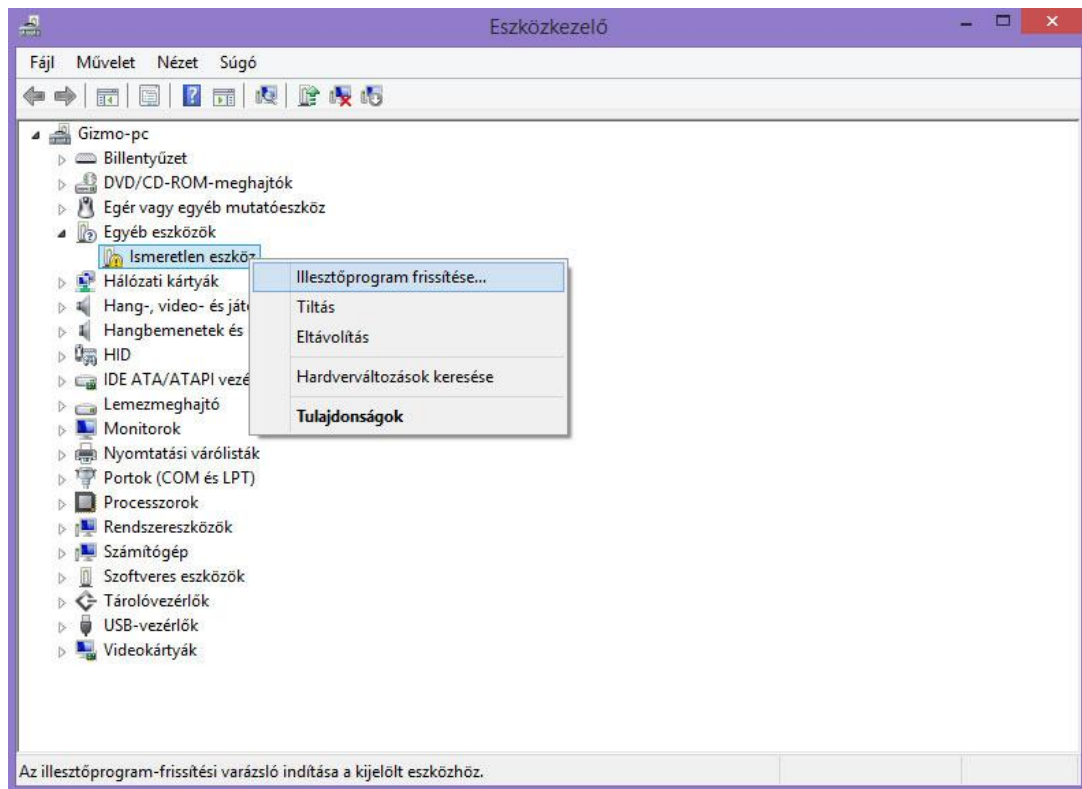 Eszközkezelő
Fájl Művelet Nézet Súgó
Gizmo-pc
Billentyűzet
DVD/CD-ROM-meghajtók
Egér vagy egyéb mutatóeszköz
Egyéb eszközök
Ismeretlen eszköz
Illesztőprogram frissítése...
Hálózati kártyák
Hang-, video- és
Tiltás
Hangbemenetek és
Eltávolítás
HID
IDE ATA/ATAPI
Hardverváltozások keresése
Lemezmeghajtó
Tulajdonságok
Monitorok
Nyomtatási várólisták
Portok (COM és LPT)
Processzorok
Rendszereszközök
Számítógép
Szoftveres eszközök
Tárolóvezérlők
USB-vezérlők
Videokártyák
Az illesztőprogram-frissítési varázsló indítása a kijelölt eszközhöz.